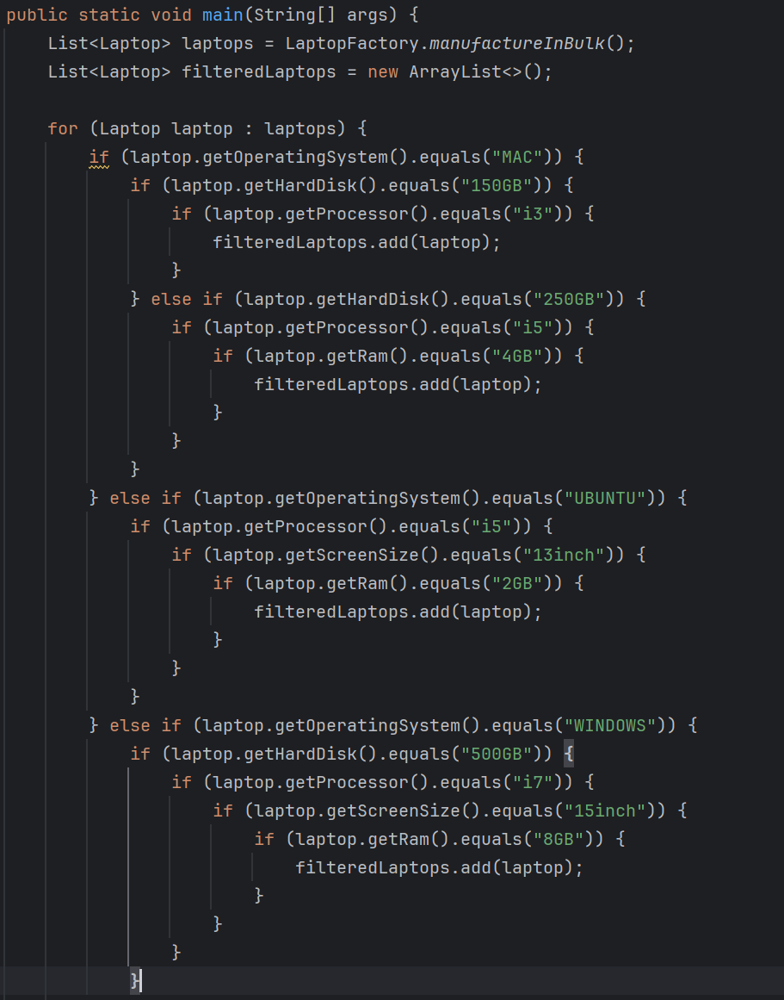 public static void main(String[] args) {
    List<Laptop> laptops = LaptopFactory.manufactureInBulk();
    List<Laptop> filteredLaptops = new ArrayList<>();

    for (Laptop laptop : laptops) {
        if (laptop.getOperatingSystem().equals("MAC")) {
            if (laptop.getHardDisk().equals("150GB")) {
                if (laptop.getProcessor().equals("i3")) {
                    filteredLaptops.add(laptop);
                }
            } else if (laptop.getHardDisk().equals("250GB")) {
                if (laptop.getProcessor().equals("i5")) {
                    if (laptop.getRam().equals("4GB")) {
                        filteredLaptops.add(laptop);
                    }
                }
            }
        } else if (laptop.getOperatingSystem().equals("UBUNTU")) {
            if (laptop.getProcessor().equals("i5")) {
                if (laptop.getScreenSize().equals("13inch")) {
                    if (laptop.getRam().equals("2GB")) {
                        filteredLaptops.add(laptop);
                    }
                }
            }
        } else if (laptop.getOperatingSystem().equals("WINDOWS")) {
            if (laptop.getHardDisk().equals("500GB")) {
                if (laptop.getProcessor().equals("i7")) {
                    if (laptop.getScreenSize().equals("15inch")) {
                        if (laptop.getRam().equals("8GB")) {
                            filteredLaptops.add(laptop);
                        }
                    }
                }
            }